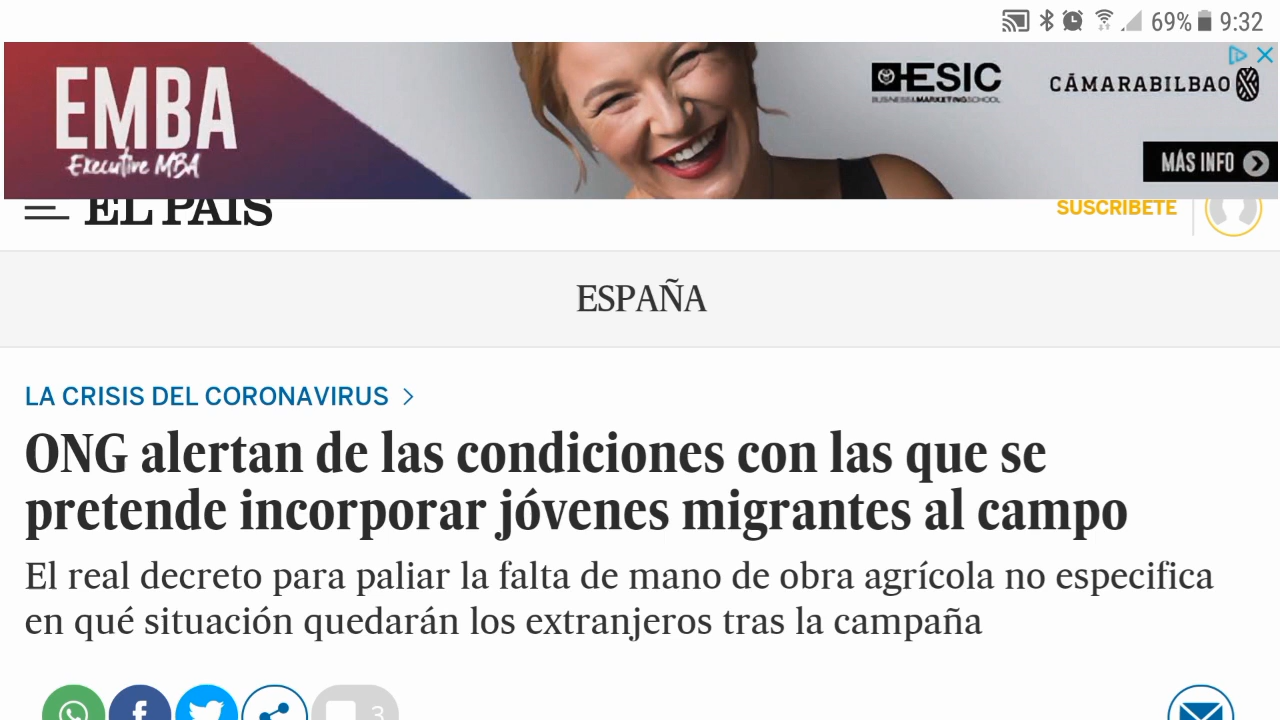 69% 9:32
EMBA
Executive MBA
ESIC
BUSINESS&MARKETINGSCHOOL
CÁMARABILBAO
MÁS INFO
EL PAÍS
SUSCRÍBETE
ESPAÑA
LA CRISIS DEL CORONAVIRUS
ONG alertan de las condiciones con las que se
pretende incorporar jóvenes migrantes al campo
El real decreto para paliar la falta de mano de obra agrícola no especifica
en qué situación quedarán los extranjeros tras la campaña
3